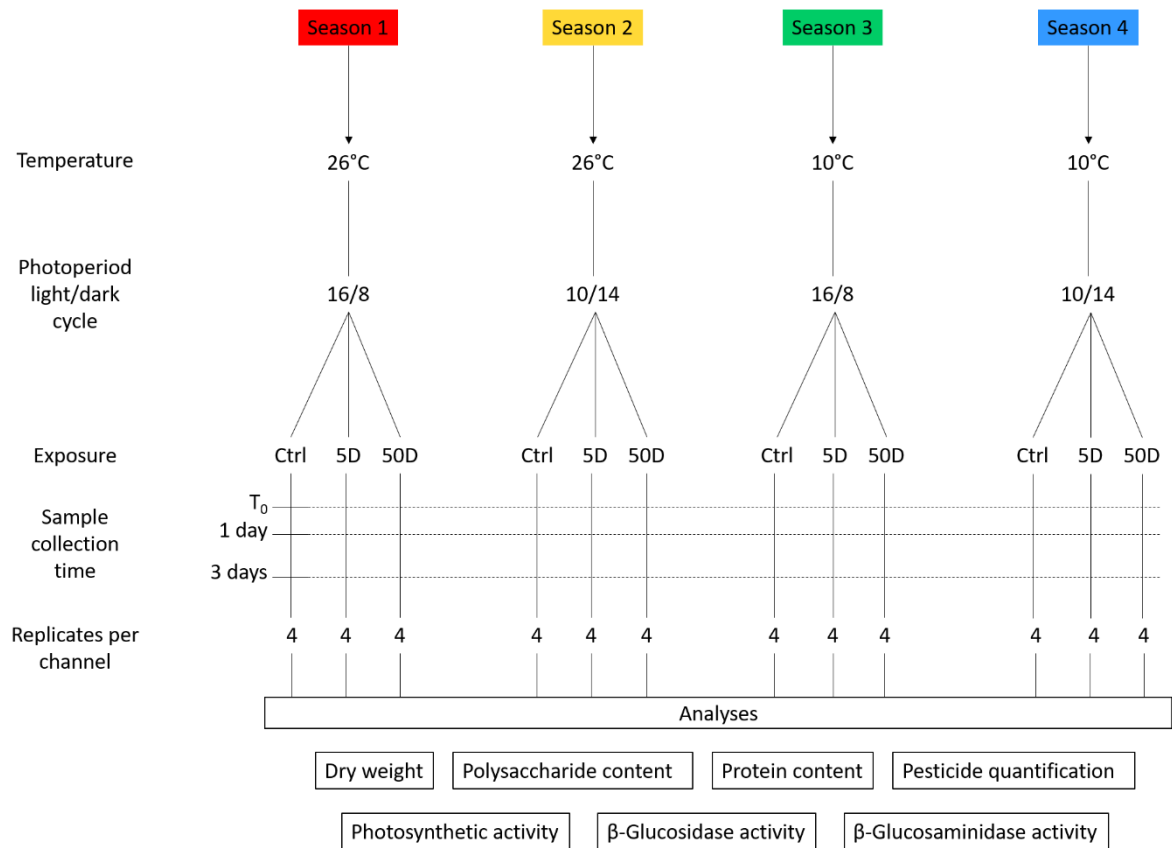 Season 1 Season 2 Season 3 Season 4
Temperature 26°C 26°C 10°C 10°C
Photoperiod
light/dark
cycle
16/8 10/14 16/8 10/14
Exposure Ctrl 5D 50D Ctrl 5D 50D Ctrl 5D 50D Ctrl 5D 50D
Sample
collection
time
T₀
1 day
3 days
Replicates per
channel
4 4 4 4 4 4 4 4 4 4 4 4
Analyses
Dry weight Polysaccharide content Protein content Pesticide quantification
Photosynthetic activity β-Glucosidase activity β-Glucosaminidase activity